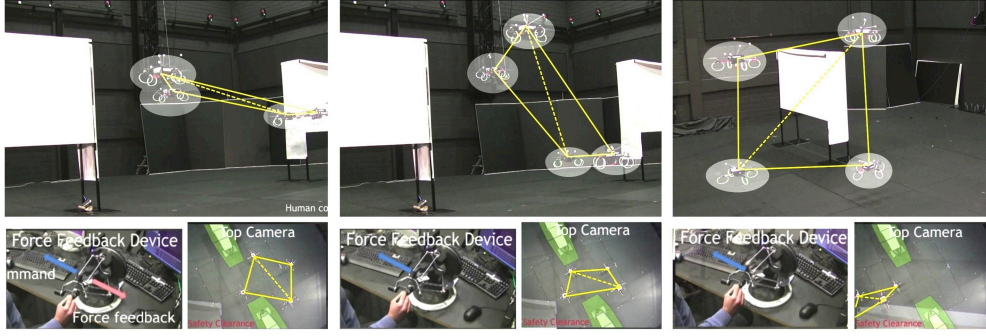 Human co
Force Feedback Device
mmand
Force feedback
Top Camera
Safety Clearance
Force Feedback Device
Top Camera
Safety Clearance
Force Feedback Device
Top Camera
Safety Clearance